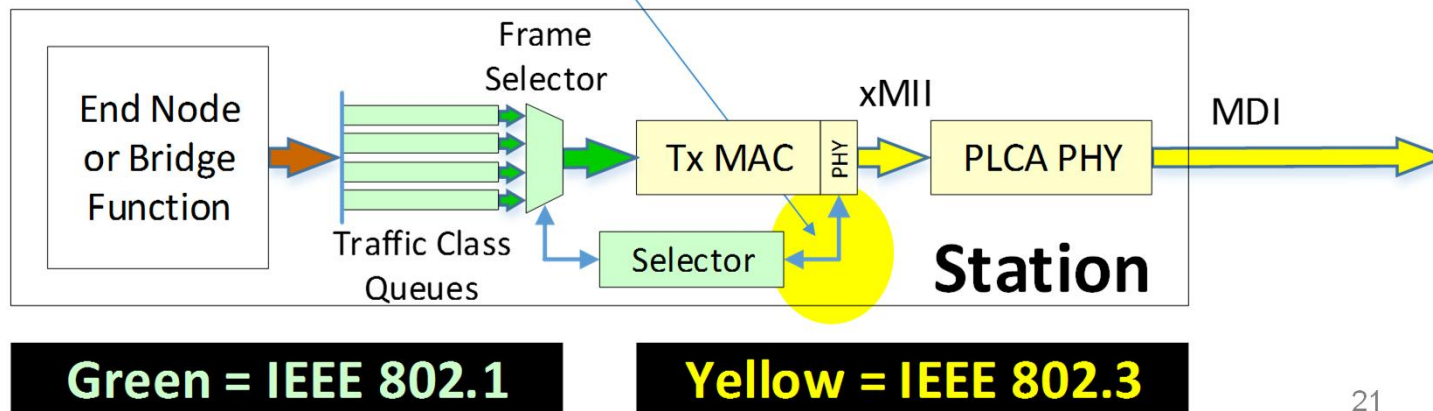 Frame
Selector
End Node
or Bridge
Function
Traffic Class
Queues
Tx MAC
PHY
xMII
PLCA PHY
MDI
Selector
Station
Green = IEEE 802.1
Yellow = IEEE 802.3
21